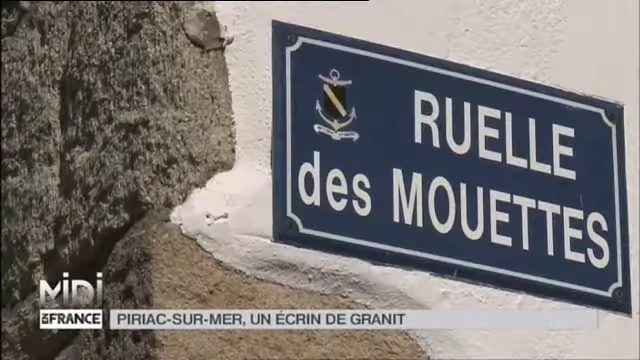 RUELLE
des MOUETTES
MIDI
EN FRANCE
PIRIAC-SUR-MER, UN ÉCRIN DE GRANIT